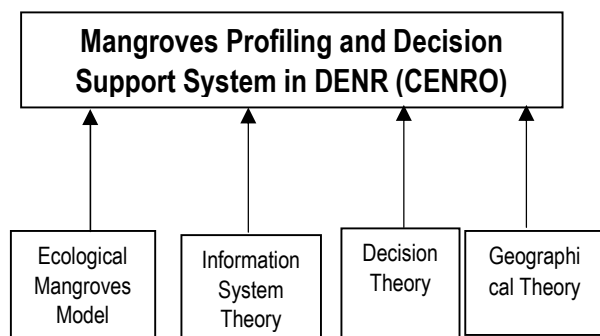 Mangroves Profiling and Decision
Support System in DENR (CENRO)
Ecological
Mangroves
Model
Information
System
Theory
Decision
Theory
Geographi
cal Theory